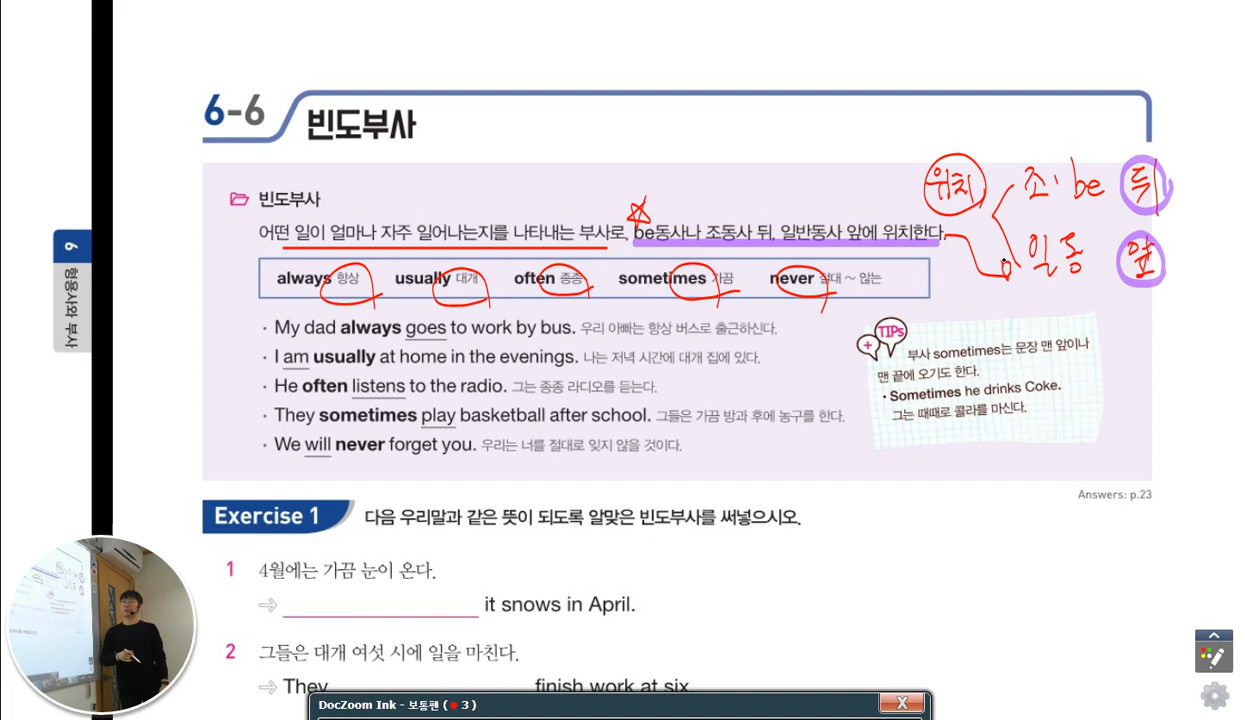 6-6 빈도부사
빈도부사
어떤 일이 얼마나 자주 일어나는지를 나타내는 부사로, be동사나 조동사 뒤, 일반동사 앞에 위치한다.
위치
조·be 뒤
일동 앞
always 항상 usually 대개 often 종종 sometimes 가끔 never 절대 ~ 않는
· My dad always goes to work by bus. 우리 아빠는 항상 버스로 출근하신다.
· I am usually at home in the evenings. 나는 저녁 시간에 대개 집에 있다.
· He often listens to the radio. 그는 종종 라디오를 듣는다.
· They sometimes play basketball after school. 그들은 가끔 방과 후에 농구를 한다.
· We will never forget you. 우리는 너를 절대로 잊지 않을 것이다.
+ TIPs
부사 sometimes는 문장 맨 앞이나
맨 끝에 오기도 한다.
· Sometimes he drinks Coke.
그는 때때로 콜라를 마신다.
6
형용사와 부사
Answers: p.23
Exercise 1 다음 우리말과 같은 뜻이 되도록 알맞은 빈도부사를 써넣으시오.
1 4월에는 가끔 눈이 온다.
⇨ ____________ it snows in April.
2 그들은 대개 여섯 시에 일을 마친다.
⇨ They ____________ finish work at six.
DocZoom Ink - 보통펜 ( ● 3 )
X